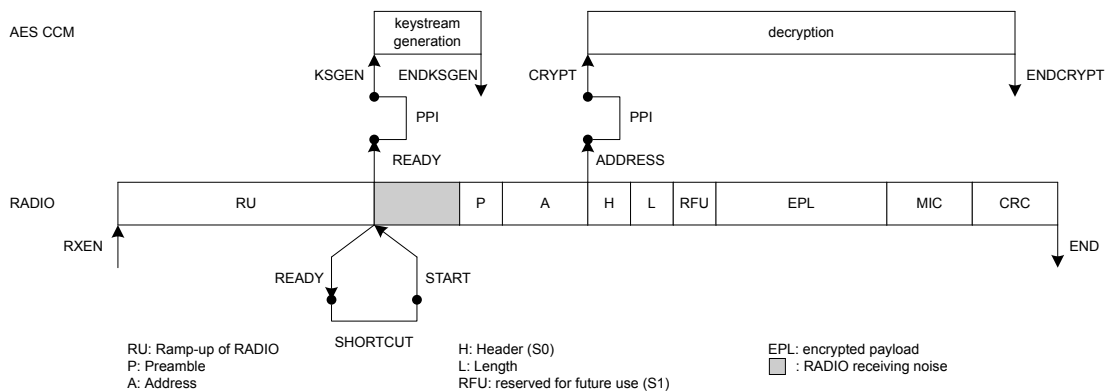 AES CCM
keystream
generation
decryption
KSGEN
ENDKSGEN
CRYPT
ENDCRYPT
PPI
PPI
READY
ADDRESS
RADIO
RU
P
A
H
L
RFU
EPL
MIC
CRC
RXEN
END
READY
START
SHORTCUT
RU: Ramp-up of RADIO
P: Preamble
A: Address
H: Header (S0)
L: Length
RFU: reserved for future use (S1)
EPL: encrypted payload
: RADIO receiving noise